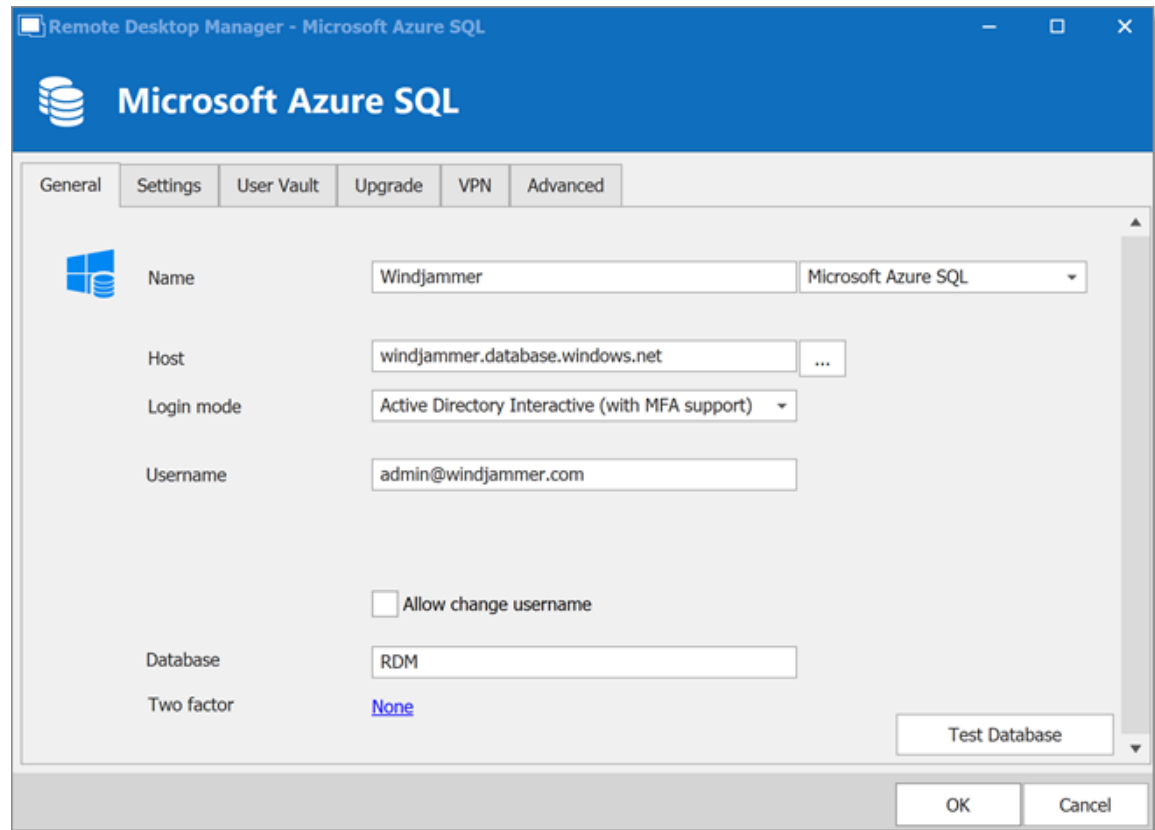 Remote Desktop Manager - Microsoft Azure SQL
Microsoft Azure SQL
General Settings User Vault Upgrade VPN Advanced
Name Windjammer Microsoft Azure SQL
Host windjammer.database.windows.net ...
Login mode Active Directory Interactive (with MFA support)
Username admin@windjammer.com
Allow change username
Database RDM
Two factor None
Test Database
OK Cancel